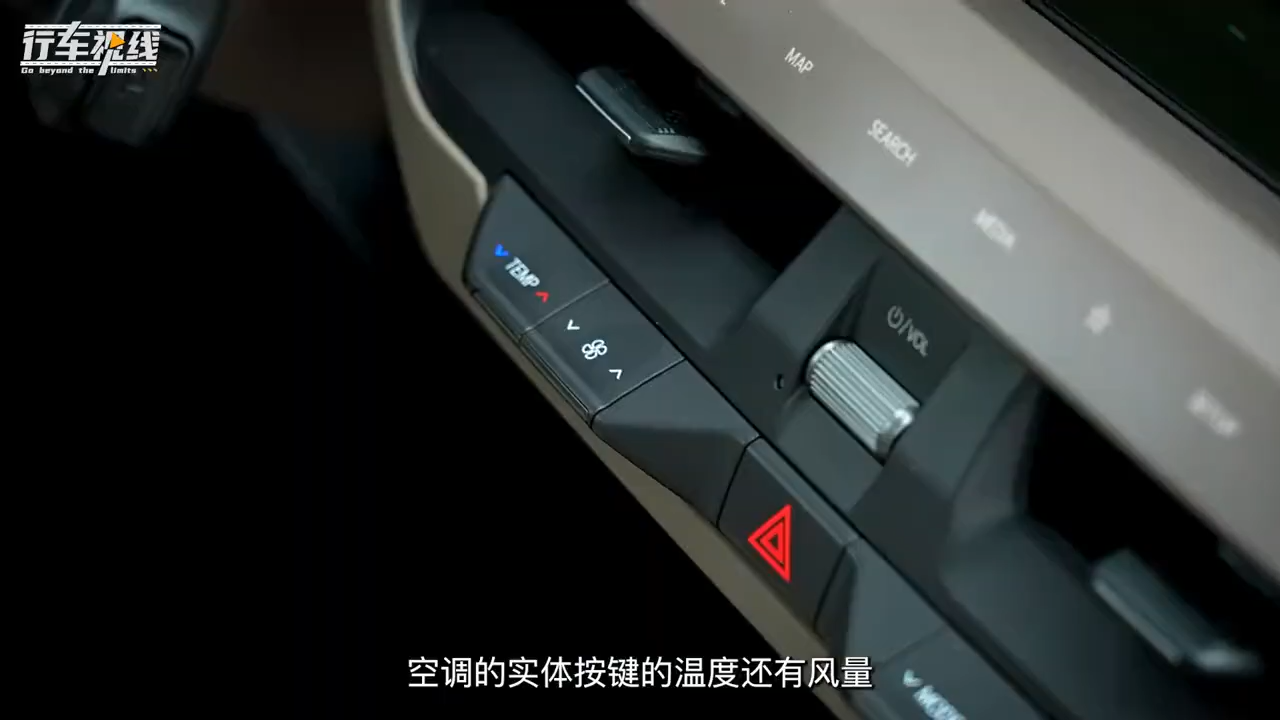 行车视线
Go beyond the limits
MAP
SEARCH
MEDIA
TEMP
/VOL
空调的实体按键的温度还有风量